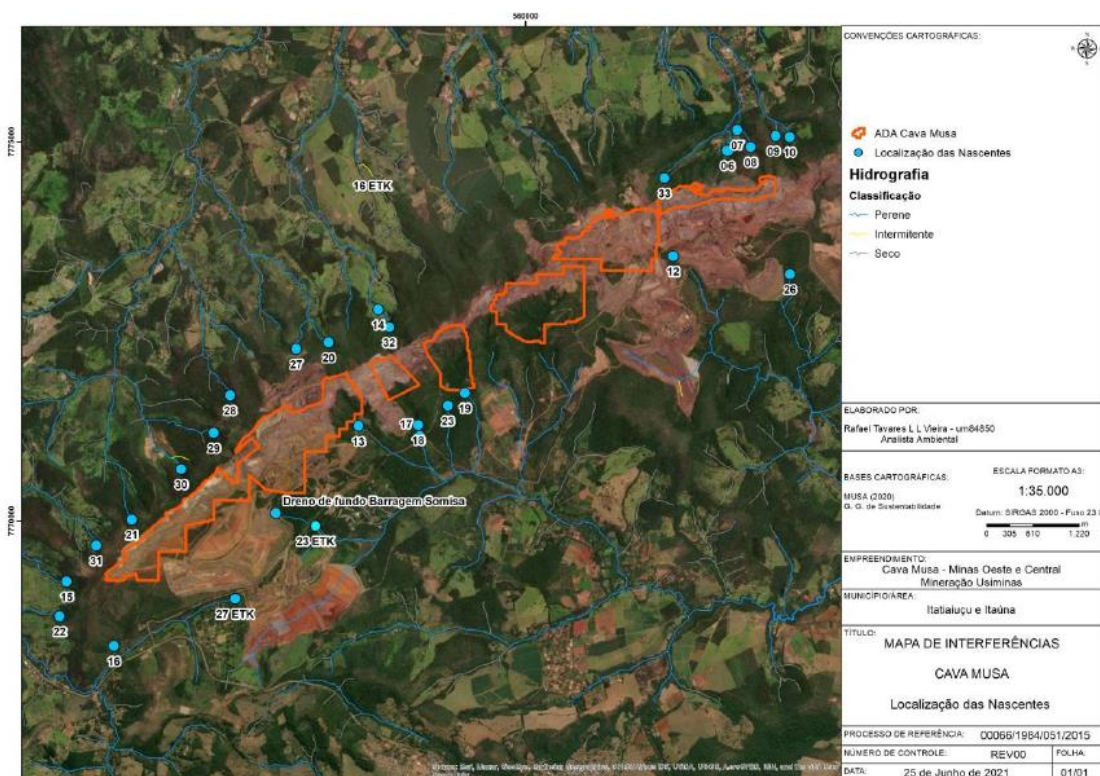 560000
7775000
7770000
07
06
08
09
10
33
16 ETK
12
26
14
32
27
20
28
29
30
19
23
17
18
13
Dreno de fundo Barragem Somisa
23 ETK
21
31
15
22
27 ETK
16
CONVENÇÕES CARTOGRÁFICAS:
N
ADA Cava Musa
Localização das Nascentes
Hidrografia
Classificação
Perene
Intermitente
Seco
ELABORADO POR:
Rafael Tavares L L Vieira - um84850
Analista Ambiental
BASES CARTOGRÁFICAS:
MUSA (2020)
G. G. de Sustentabilidade
ESCALA FORMATO A3:
1:35.000
Datum: SIRGAS 2000 - Fuso 23
m
0 305 610 1.220
EMPREENDIMENTO:
Cava Musa - Minas Oeste e Central
Mineração Usiminas
MUNICÍPIO/ÁREA:
Itatiaiuçu e Itaúna
TÍTULO:
MAPA DE INTERFERÊNCIAS
CAVA MUSA
Localização das Nascentes
PROCESSO DE REFERÊNCIA: 00066/1984/051/2015
NÚMERO DE CONTROLE: REV00 FOLHA:
DATA: 25 de Junho de 2021 01/01